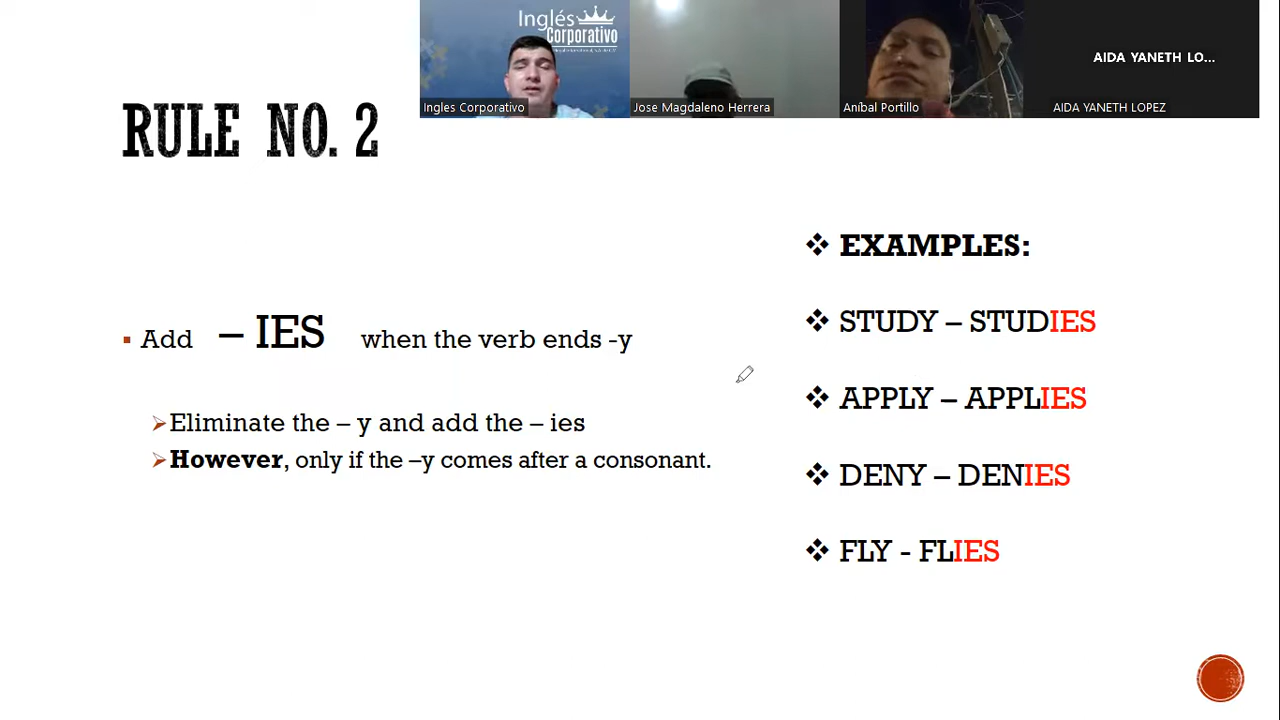 Inglés
Corporativo
Ingles Corporativo
Jose Magdaleno Herrera
Aníbal Portillo
AIDA YANETH LO...
AIDA YANETH LOPEZ
RULE NO. 2
▪ Add – IES when the verb ends -y
➢Eliminate the – y and add the – ies
➢However, only if the –y comes after a consonant.
❖ EXAMPLES:
❖ STUDY – STUDIES
❖ APPLY – APPLIES
❖ DENY – DENIES
❖ FLY - FLIES